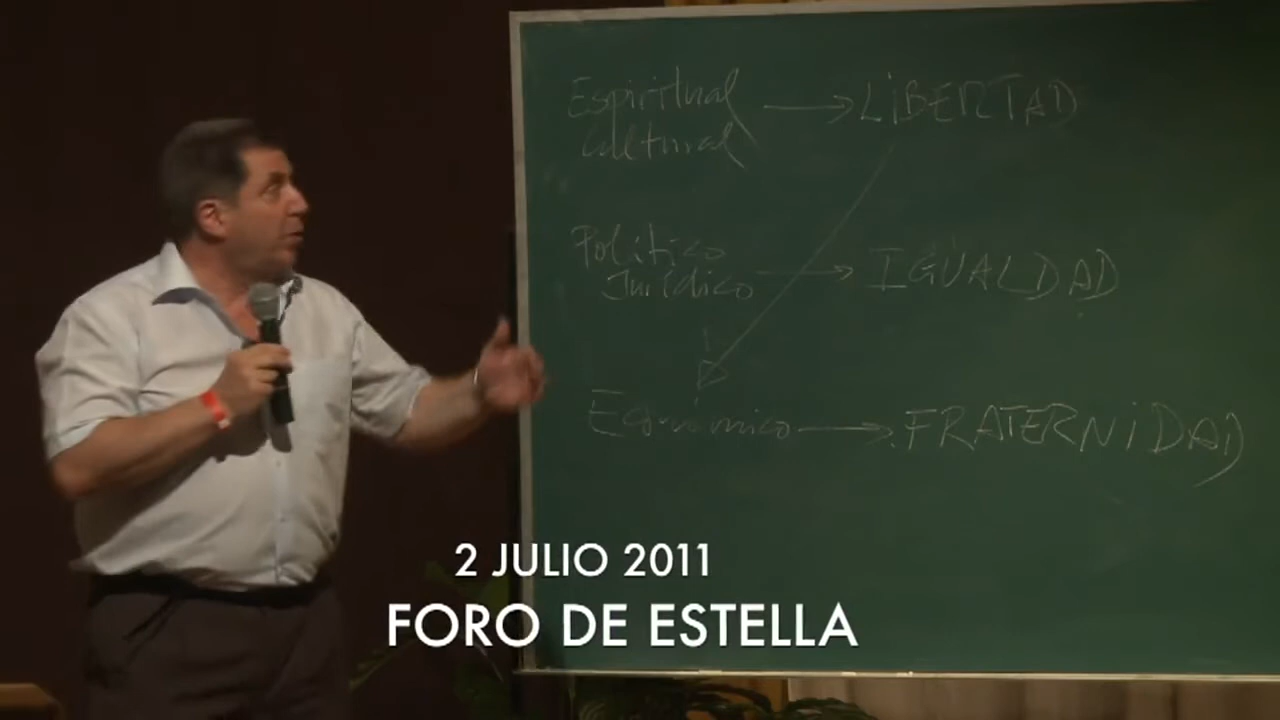 Espiritual → LIBERTAD
Cultural
Político
Jurídico → IGUALDAD
Económico → FRATERNIDAD
2 JULIO 2011
FORO DE ESTELLA